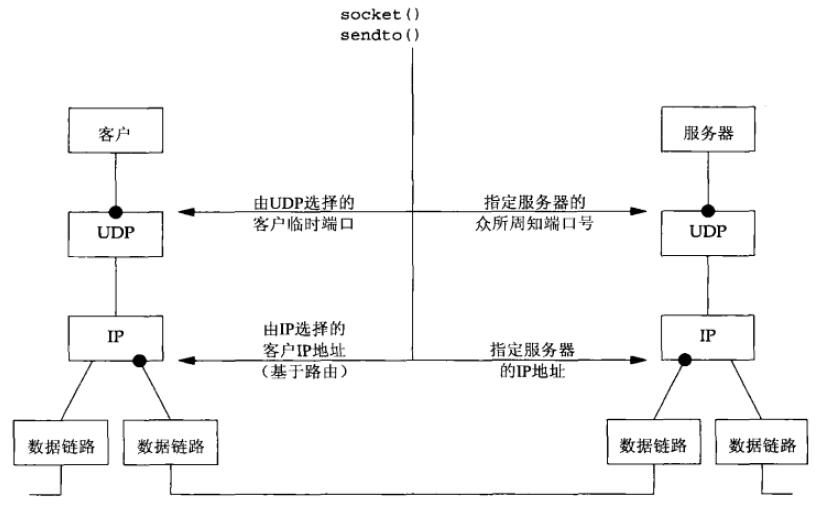 socket()
sendto()
客户
服务器
由UDP选择的
客户临时端口
指定服务器的
众所周知端口号
UDP
UDP
IP
由IP选择的
客户IP地址
（基于路由）
指定服务器
的IP地址
IP
数据链路
数据链路
数据链路
数据链路